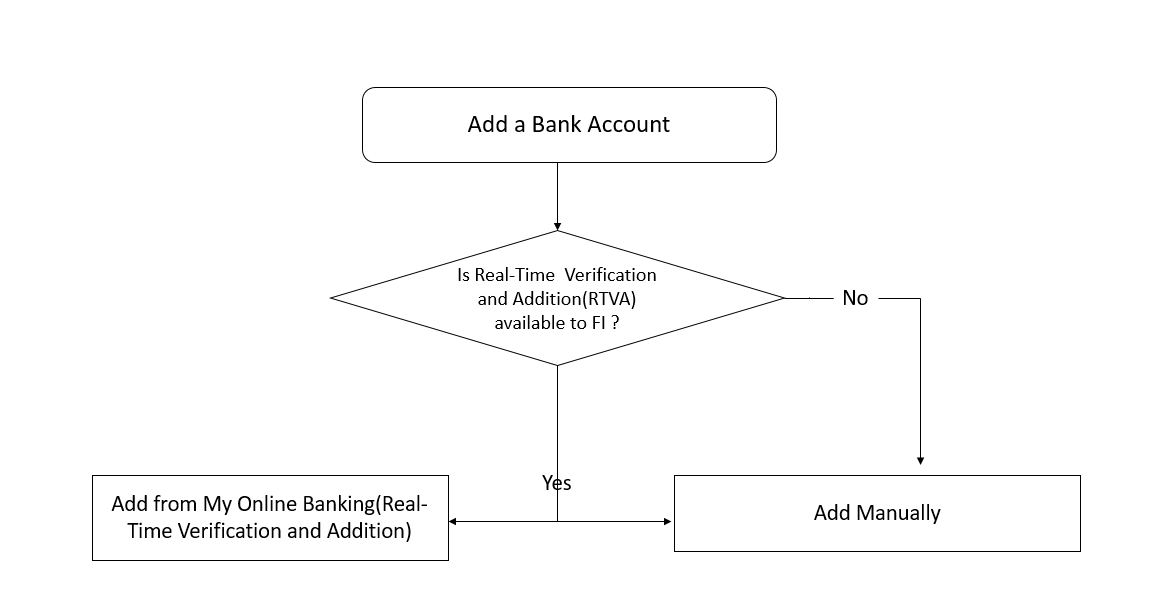 Add a Bank Account
Is Real-Time  Verification
and Addition(RTVA)
available to FI ?
No
Yes
Add from My Online Banking(Real-
Time Verification and Addition)
Add Manually